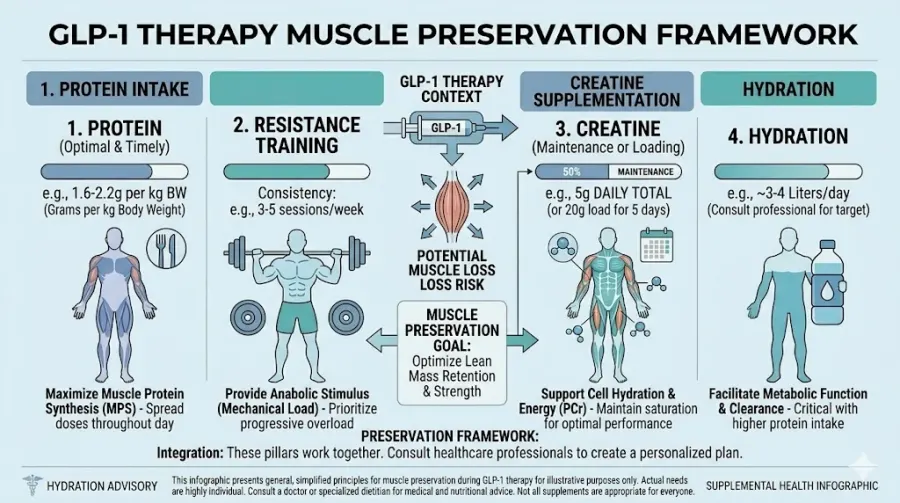 GLP-1 THERAPY MUSCLE PRESERVATION FRAMEWORK
1. PROTEIN INTAKE
1. PROTEIN
(Optimal & Timely)
e.g., 1.6-2.2g per kg BW
(Grams per kg Body Weight)
Maximize Muscle Protein
Synthesis (MPS) - Spread
doses throughout day
2. RESISTANCE
TRAINING
Consistency:
e.g., 3-5 sessions/week
Provide Anabolic Stimulus
(Mechanical Load) - Prioritize
progressive overload
GLP-1 THERAPY
CONTEXT
GLP-1
POTENTIAL
MUSCLE LOSS
LOSS RISK
MUSCLE
PRESERVATION
GOAL:
Optimize Lean
Mass Retention
& Strength
CREATINE
SUPPLEMENTATION
3. CREATINE
(Maintenance or Loading)
50%
MAINTENANCE
e.g., 5g DAILY TOTAL
(or 20g load for 5 days)
Support Cell Hydration &
Energy (PCr) - Maintain saturation
for optimal performance
HYDRATION
4. HYDRATION
e.g., ~3-4 Liters/day
(Consult professional for target)
Facilitate Metabolic Function
& Clearance - Critical with
higher protein intake
PRESERVATION FRAMEWORK:
Integration: These pillars work together. Consult healthcare professionals to create a personalized plan.
HYDRATION ADVISORY
This infographic presents general, simplified principles for muscle preservation during GLP-1 therapy for illustrative purposes only. Actual needs
are highly individual. Consult a doctor or specialized dietitian for medical and nutritional advice. Not all supplements are appropriate for everyone.
SUPPLEMENTAL HEALTH INFOGRAPHIC